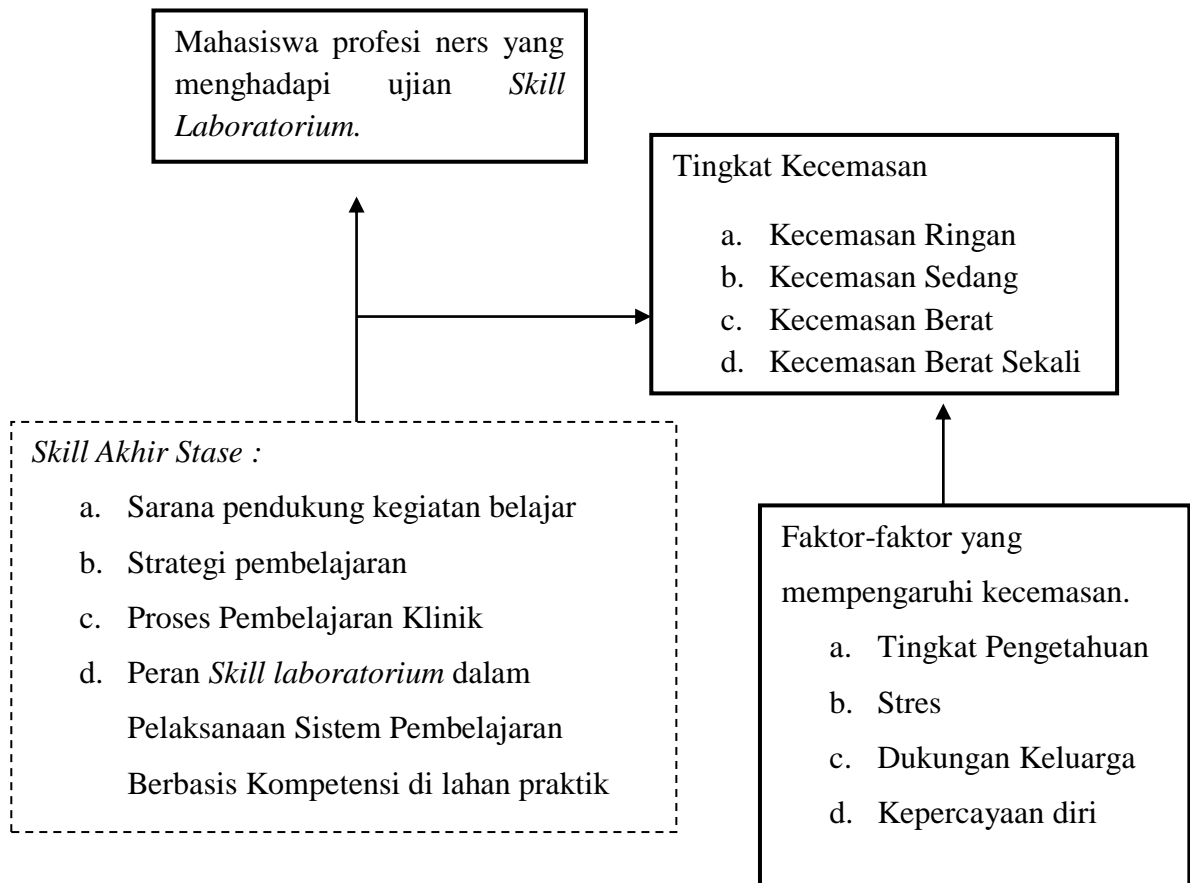 Mahasiswa profesi ners yang
menghadapi ujian Skill
Laboratorium.
Tingkat Kecemasan
a. Kecemasan Ringan
b. Kecemasan Sedang
c. Kecemasan Berat
d. Kecemasan Berat Sekali
Skill Akhir Stase :
a. Sarana pendukung kegiatan belajar
b. Strategi pembelajaran
c. Proses Pembelajaran Klinik
d. Peran Skill laboratorium dalam
Pelaksanaan Sistem Pembelajaran
Berbasis Kompetensi di lahan praktik
Faktor-faktor yang
mempengaruhi kecemasan.
a. Tingkat Pengetahuan
b. Stres
c. Dukungan Keluarga
d. Kepercayaan diri